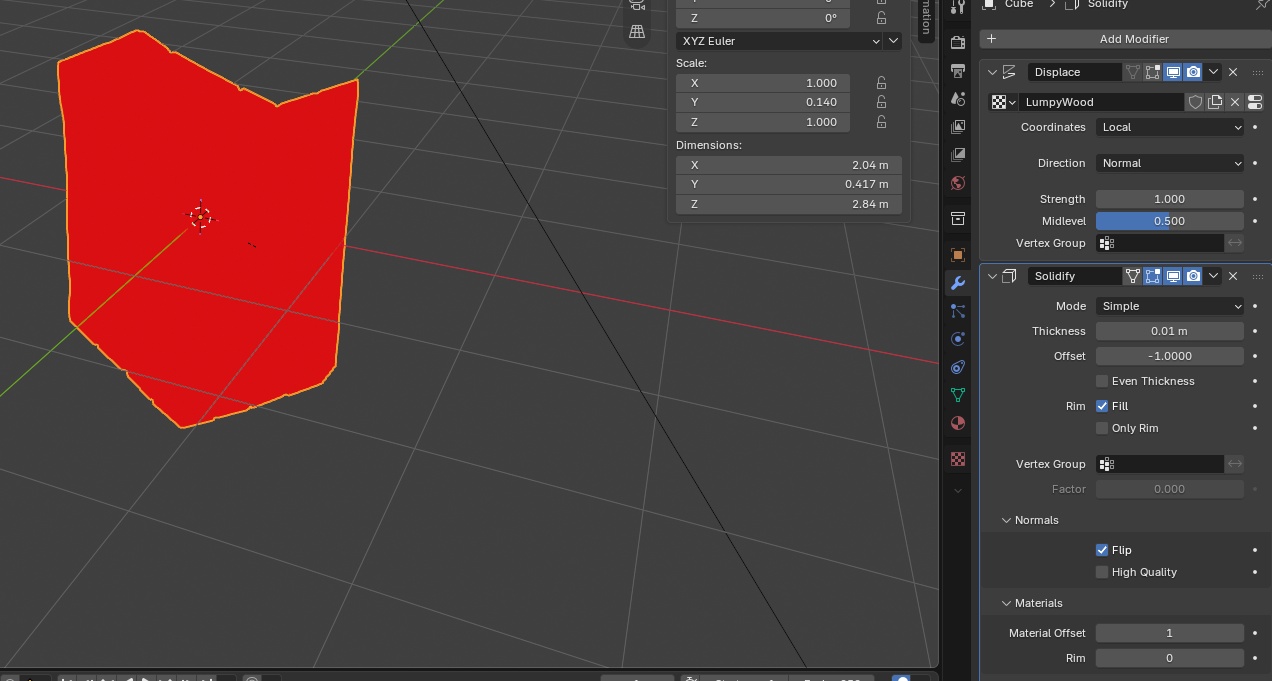 Cube > Solidify
Z 0°
XYZ Euler
Scale:
X 1.000
Y 0.140
Z 1.000
Dimensions:
X 2.04 m
Y 0.417 m
Z 2.84 m
Add Modifier
Displace
LumpyWood
Coordinates Local
Direction Normal
Strength 1.000
Midlevel 0.500
Vertex Group
Solidify
Mode Simple
Thickness 0.01 m
Offset -1.0000
Even Thickness
Rim Fill
Only Rim
Vertex Group
Factor 0.000
Normals
Flip
High Quality
Materials
Material Offset 1
Rim 0